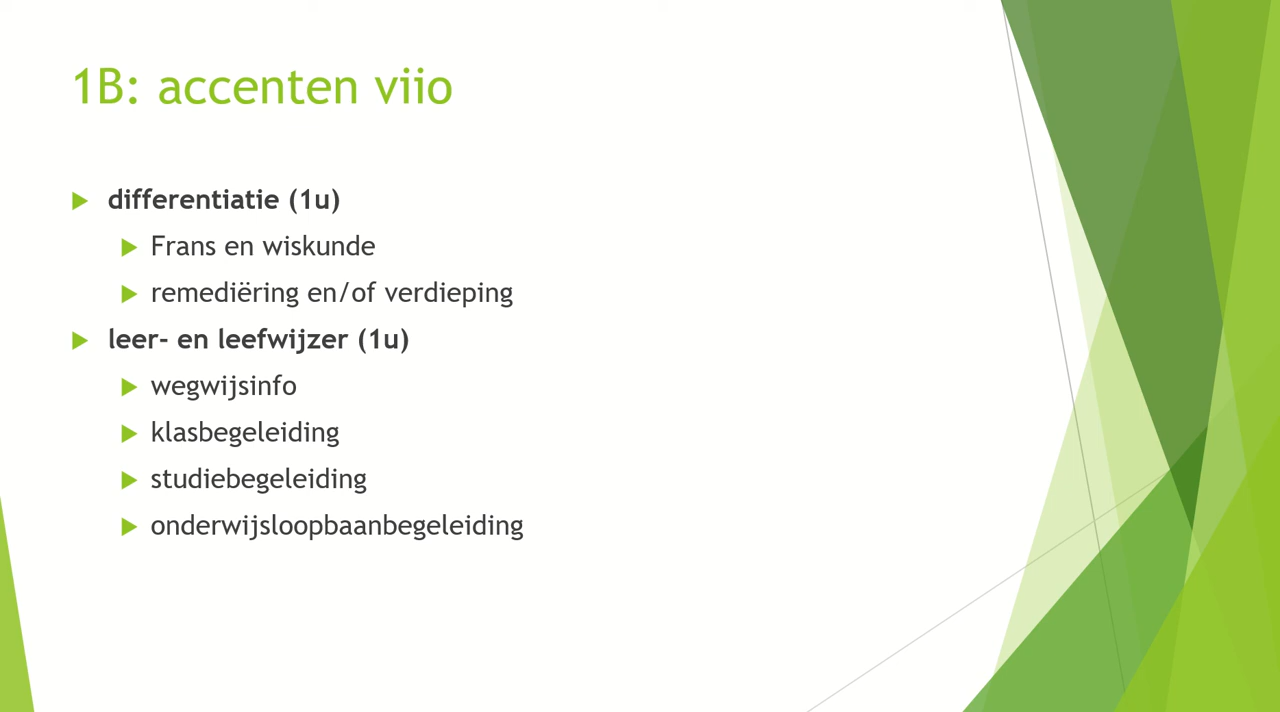 1B: accenten viio
differentiatie (1u)
Frans en wiskunde
remediëring en/of verdieping
leer- en leefwijzer (1u)
wegwijsinfo
klasbegeleiding
studiebegeleiding
onderwijsloopbaanbegeleiding